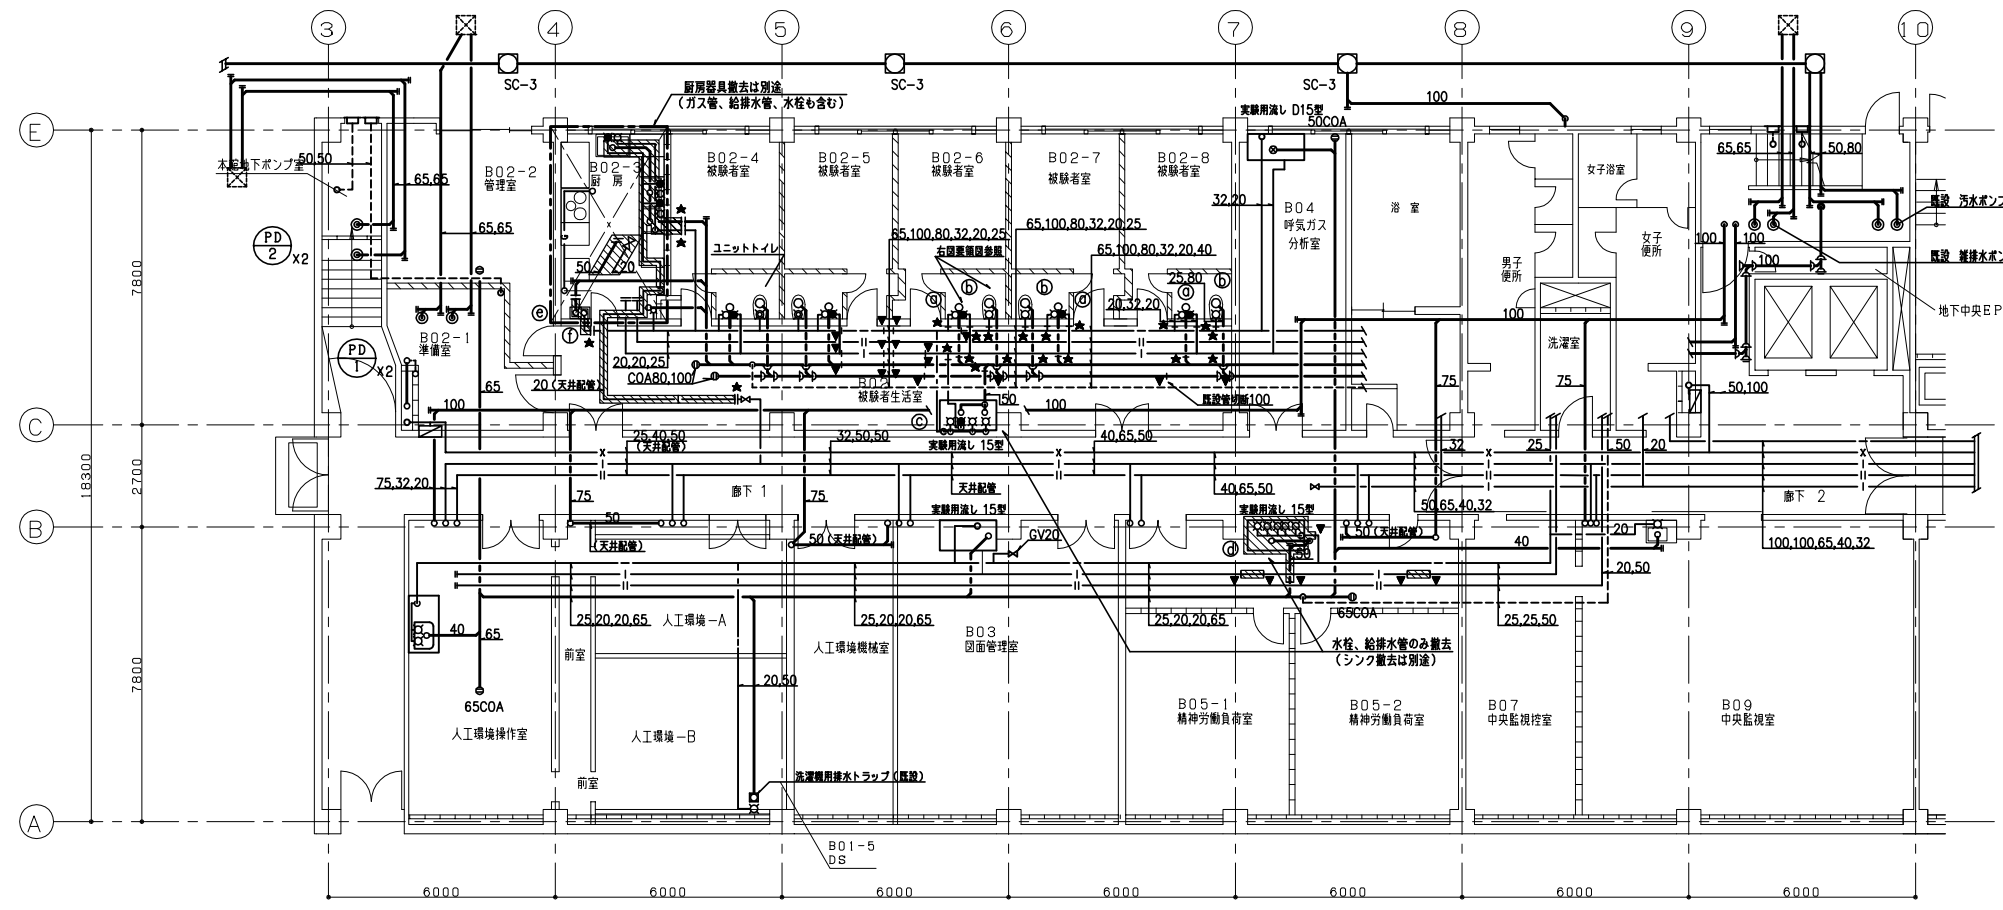 3
4
5
6
7
8
9
10
SC-3
SC-3
SC-3
厨房器具撤去は別途
(ガス管、給排水管、水栓も含む)
100
実験用流し D15型
50COA
E
50,50
本館地下ポンプ室
65,65
B02-2
管理室
B02-3
厨 房
B02-4
被験者室
B02-5
被験者室
B02-6
被験者室
B02-7
被験者室
B02-8
被験者室
女子浴室
65,65
50,80
32,20
B04
呼気ガス
分析室
浴 室
既設 汚水ポンプ
PD
2
X2
65,65
65,100,80,32,20,25
65,100,80,32,20,25
ユニットトイレ
右図要領図参照
65,100,80,32,20,40
女子
便所
100
100
50
20
G
男子
便所
100
25,80
20,32,20
a
b
b
a
a
b
e
f
地下中央EP
100
PD
1
X2
B02-1
準備室
洗濯室
20,20,25
COA80,100
65
20(天井配管)
B02
被験者生活室
既設管切断100
75
75
50,100
100
50
100
c
C
実験用流し 15型
25,40,50
(天井配管)
32,50,50
40,65,50
32
25
50
20
75,32,20
75
75
廊下 1
天井配管
40,65,50
50,65,40,32
廊下 2
実験用流し 15型
実験用流し 15型
B
50
(天井配管)
50(天井配管)
GV20
d
50
50(天井配管)
20
40
100,100,65,40,32
20,50
40
65
25,20,20,65
人工環境-A
25,20,20,65
25,20,20,65
65COA
25,25,50
前室
人工環境機械室
B03
図面管理室
水栓、給排水管のみ撤去
(シンク撤去は別途)
20,50
65COA
人工環境操作室
人工環境-B
B05-1
精神労働負荷室
B05-2
精神労働負荷室
B07
中央監視控室
B09
中央監視室
前室
洗濯機用排水トラップ(既設)
A
B01-5
DS
7800
2700
7800
18300
6000
6000
6000
6000
6000
6000
6000